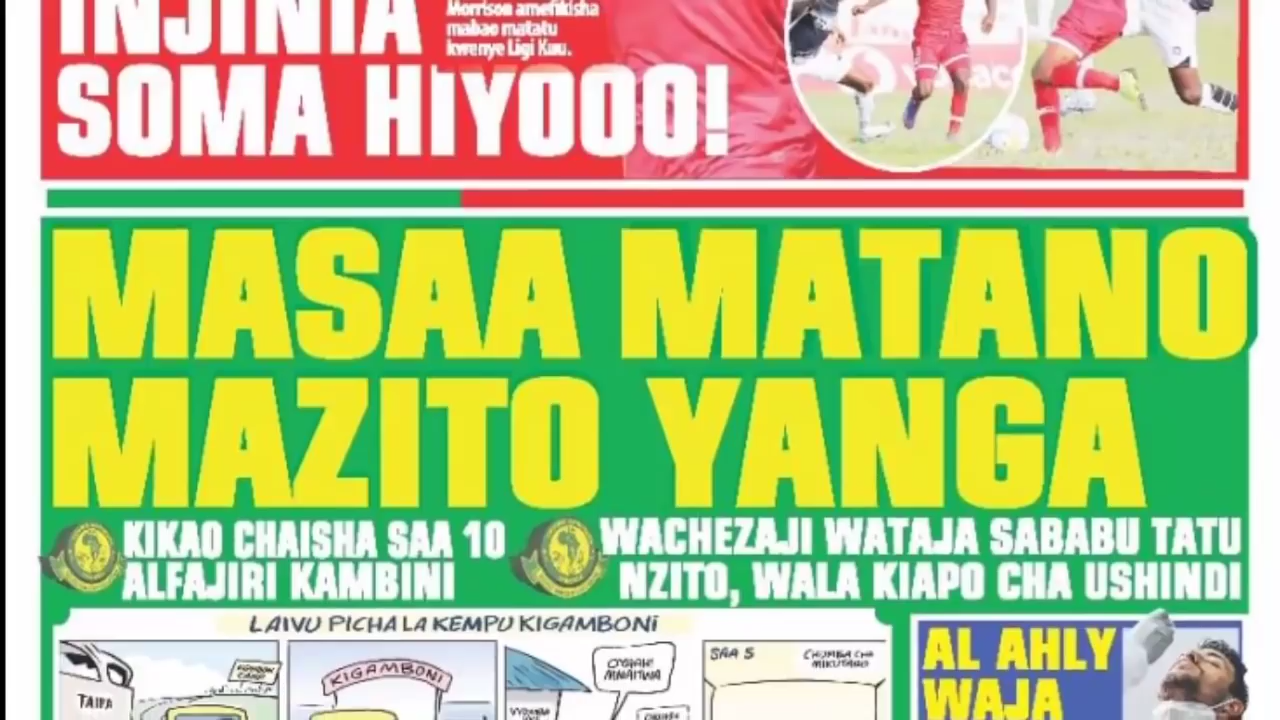 INJINIA
Morrison amefikisha
mabao matatu
kwenye Ligi Kuu.
SOMA HIYOOO!
MASAA MATANO
MAZITO YANGA
KIKAO CHAISHA SAA 10
ALFAJIRI KAMBINI
WACHEZAJI WATAJA SABABU TATU
NZITO, WALA KIAPO CHA USHINDI
LAIVU PICHA LA KEMPU KIGAMBONI
TAIFA
KIGAMBONI
SAA 5
CHUMBA CHA
MIKUTANO
AL AHLY
WAJA